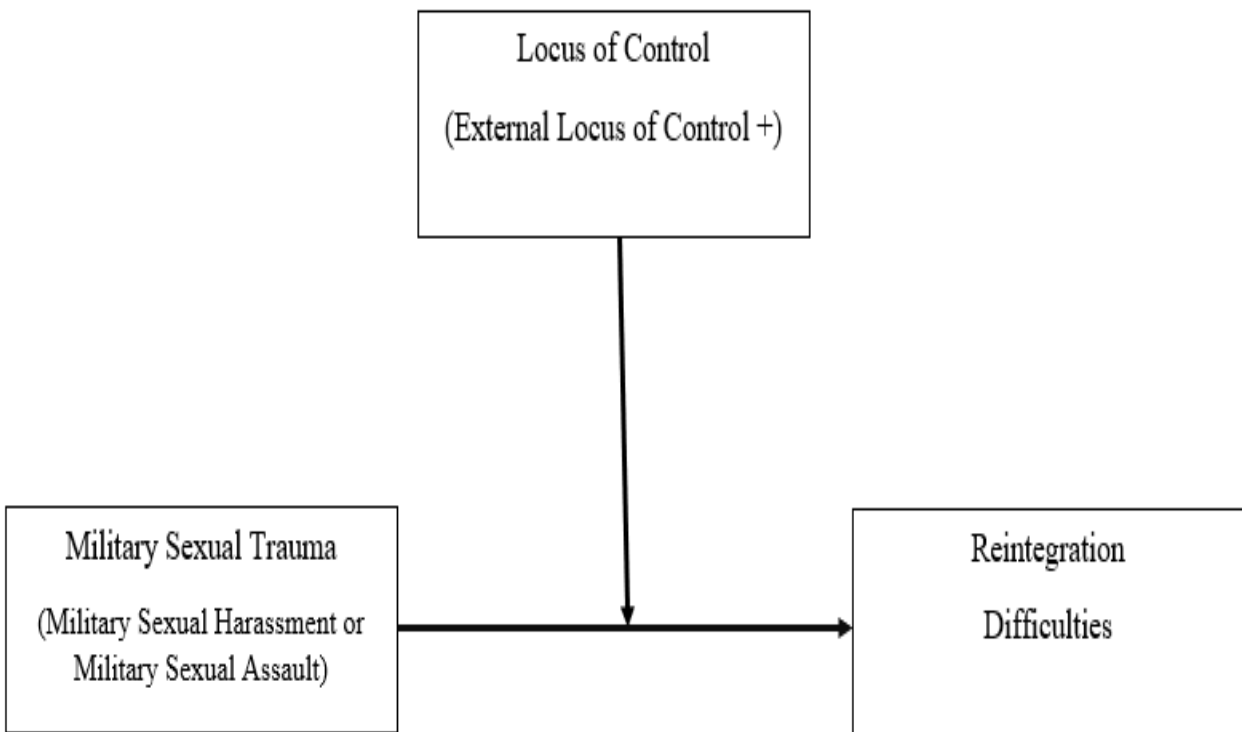 Locus of Control
(External Locus of Control +)
Military Sexual Trauma
(Military Sexual Harassment or
Military Sexual Assault)
Reintegration
Difficulties